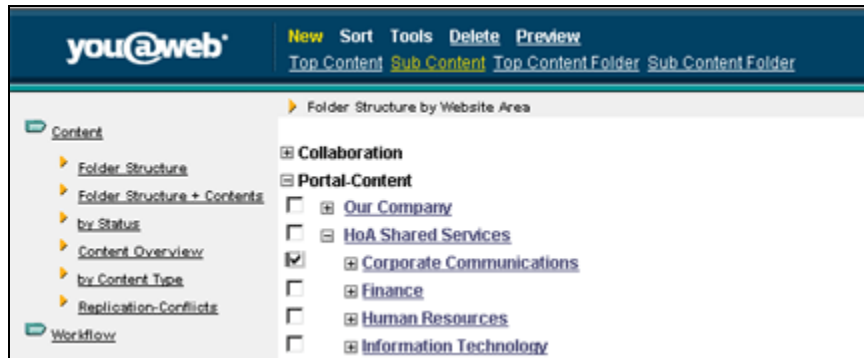 you@web
New Sort Tools Delete Preview
Top Content Sub Content Top Content Folder Sub Content Folder
Folder Structure by Website Area
Content
Folder Structure
Folder Structure + Contents
by Status
Content Overview
by Content Type
Replication-Conflicts
Workflow
Collaboration
Portal-Content
Our Company
HoA Shared Services
Corporate Communications
Finance
Human Resources
Information Technology